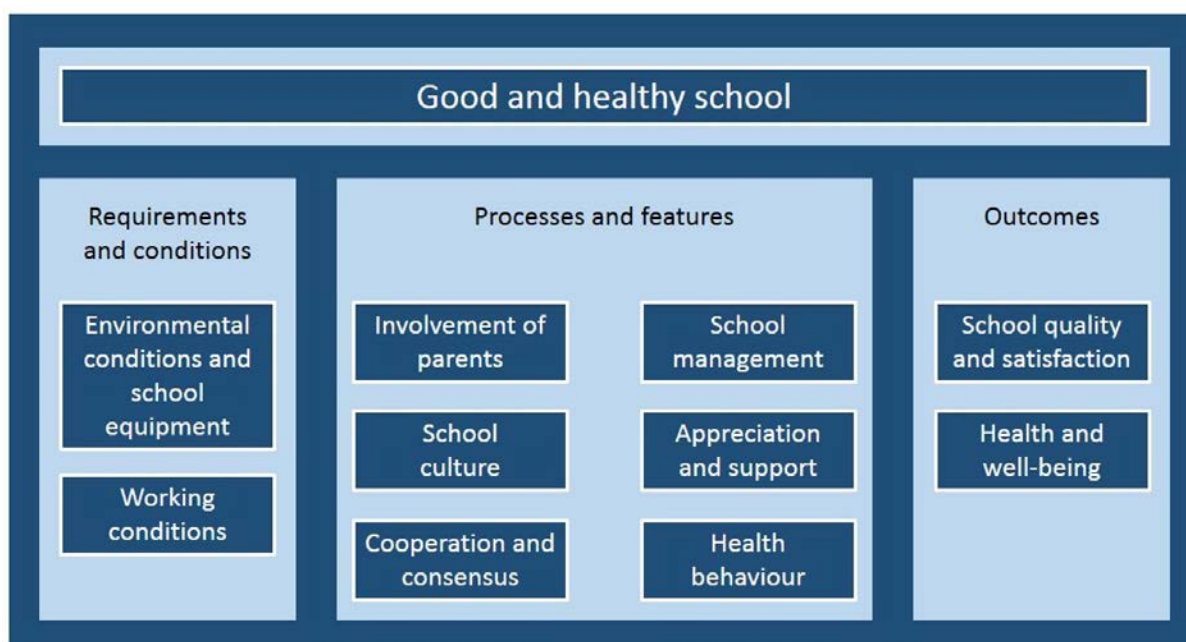 Good and healthy school
Requirements
and conditions
Environmental
conditions and
school
equipment
Working
conditions
Processes and features
Involvement of
parents
School
management
School
culture
Appreciation
and support
Cooperation and
consensus
Health
behaviour
Outcomes
School quality
and satisfaction
Health and
well-being